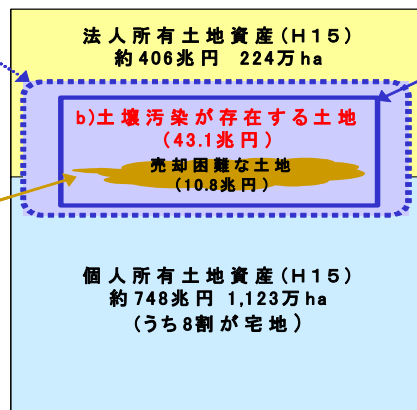 法人所有土地資産(H15)
約406兆円 224万ha
b)土壌汚染が存在する土地
(43.1兆円)
売却困難な土地
(10.8兆円)
個人所有土地資産(H15)
約748兆円 1,123万ha
(うち8割が宅地)